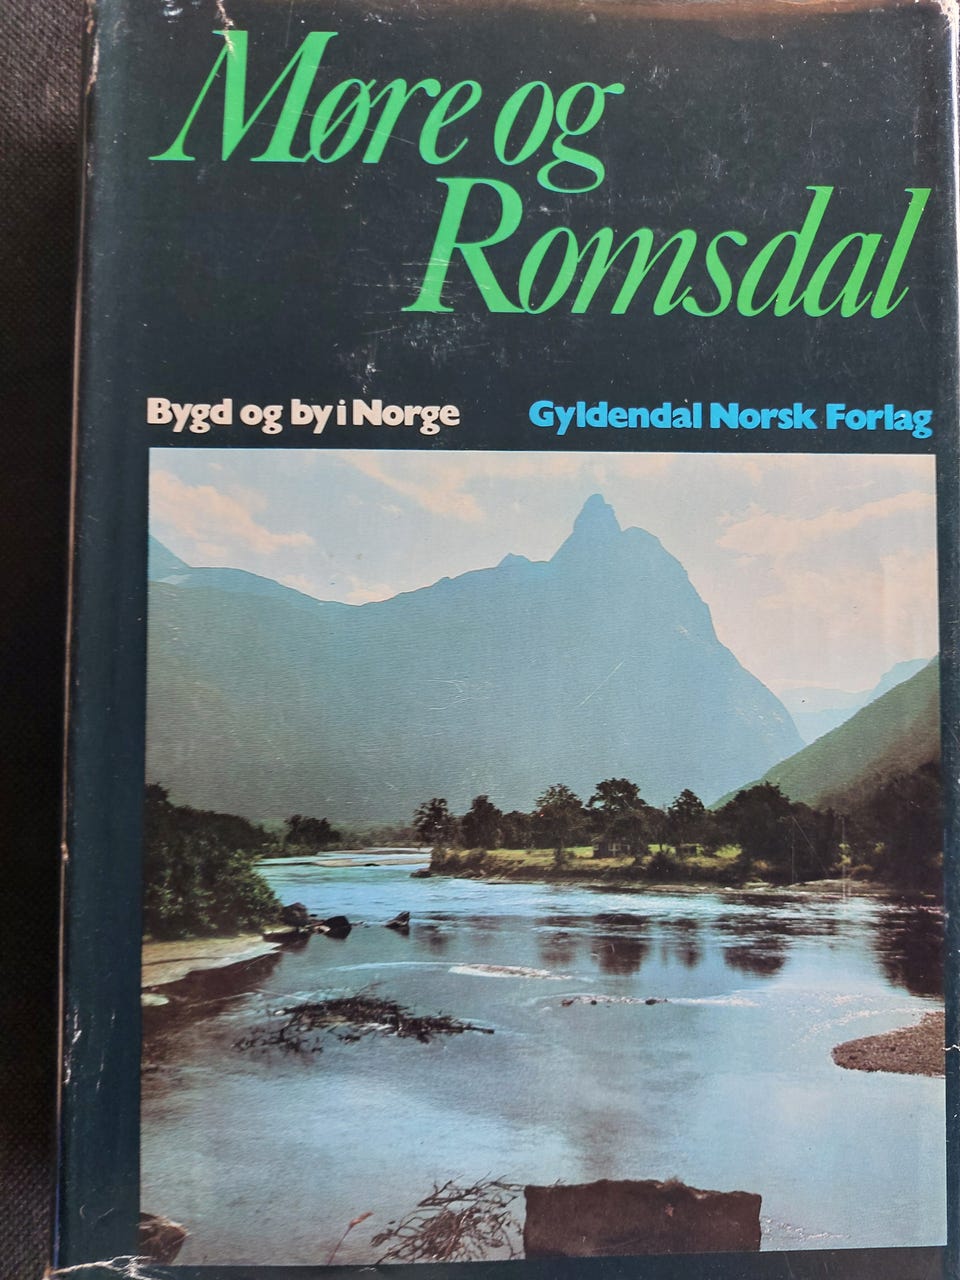 Møre og
Romsdal
Bygd og by i Norge
Gyldendal Norsk Forlag